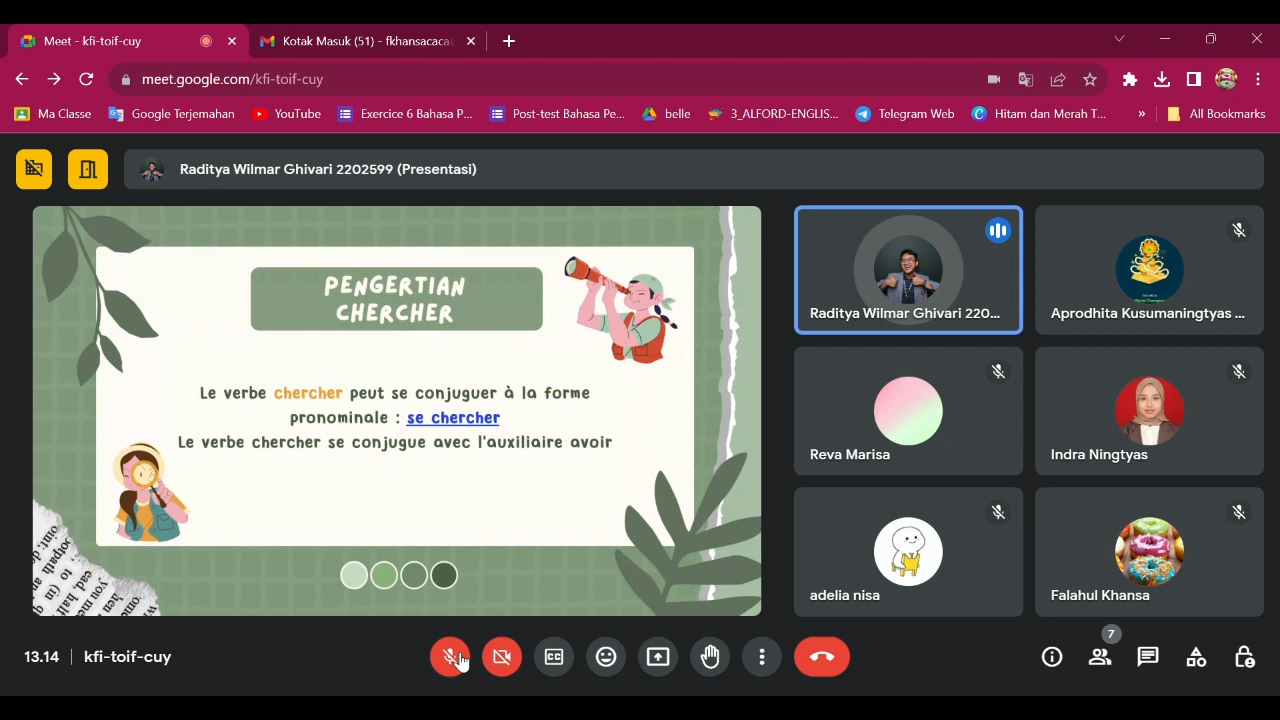 Meet - kfi-toif-cuy
Kotak Masuk (51) - fkhansacaca
meet.google.com/kfi-toif-cuy
Ma Classe
Google Terjemahan
YouTube
Exercice 6 Bahasa P...
Post-test Bahasa Pe...
belle
3_ALFORD-ENGLIS...
Telegram Web
Hitam dan Merah T...
»
All Bookmarks
Raditya Wilmar Ghivari 2202599 (Presentasi)
PENGERTIAN
CHERCHER
Le verbe chercher peut se conjuguer à la forme
pronominale : se chercher
Le verbe chercher se conjugue avec l'auxiliaire avoir
Raditya Wilmar Ghivari 220...
Aprodhita Kusumaningtyas ...
Reva Marisa
Indra Ningtyas
adelia nisa
Falahul Khansa
13.14 | kfi-toif-cuy
CC
7